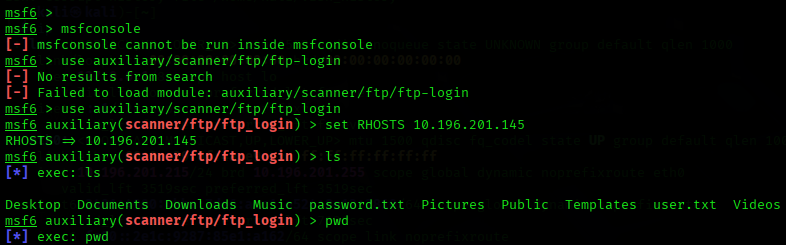 msf6 >
msf6 > msfconsole
[-] msfconsole cannot be run inside msfconsole
msf6 > use auxiliary/scanner/ftp/ftp-login
[-] No results from search
[-] Failed to load module: auxiliary/scanner/ftp/ftp-login
msf6 > use auxiliary/scanner/ftp/ftp_login
msf6 auxiliary(scanner/ftp/ftp_login) > set RHOSTS 10.196.201.145
RHOSTS => 10.196.201.145
msf6 auxiliary(scanner/ftp/ftp_login) > ls
[*] exec: ls

Desktop Documents Downloads Music password.txt Pictures Public Templates user.txt Videos
msf6 auxiliary(scanner/ftp/ftp_login) > pwd
[*] exec: pwd